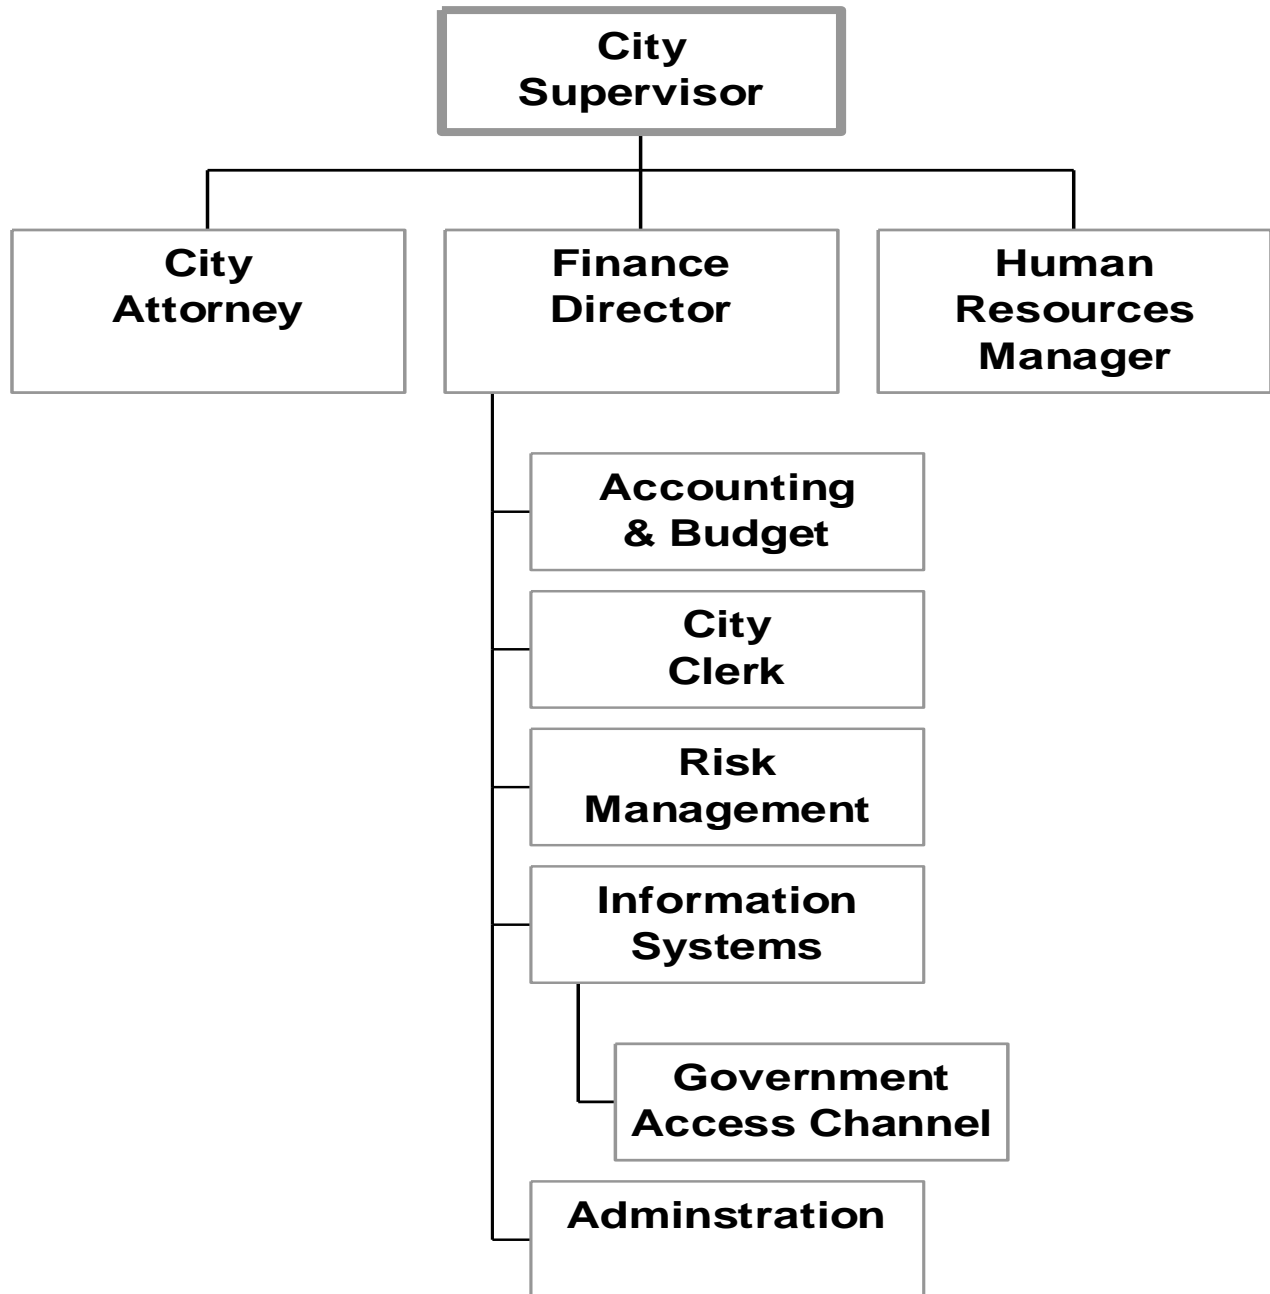 City
Supervisor
City
Attorney
Finance
Director
Human
Resources
Manager
Accounting
& Budget
City
Clerk
Risk
Management
Information
Systems
Government
Access Channel
Adminstration